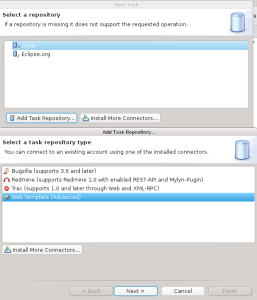 New Task
Select a repository
If a repository is missing it does not support the requested operation.
Local
Eclipse.org
Add Task Repository...
Install More Connectors...
Add Task Repository...
Select a task repository type
You can connect to an existing account using one of the installed connectors.
Bugzilla (supports 3.6 and later)
Redmine (supports Redmine 1.0 with enabled REST-API and Mylyn-Pugin)
Trac (supports 1.0 and later through Web and XML-RPC)
Web Template (Advanced)
Install More Connectors...
< Back
Next >
Cancel
Finish